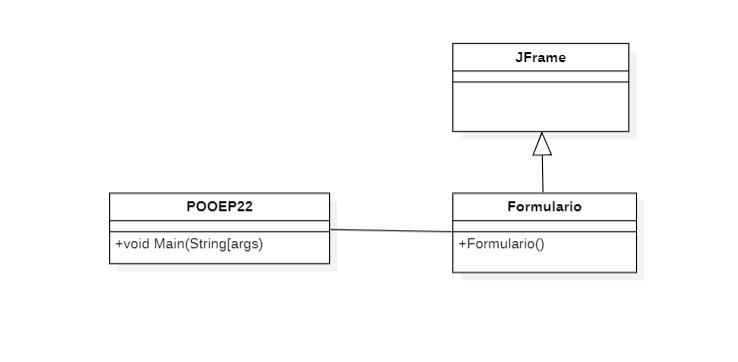 JFrame
POOEP22
+void Main(String[args)
Formulario
+Formulario()